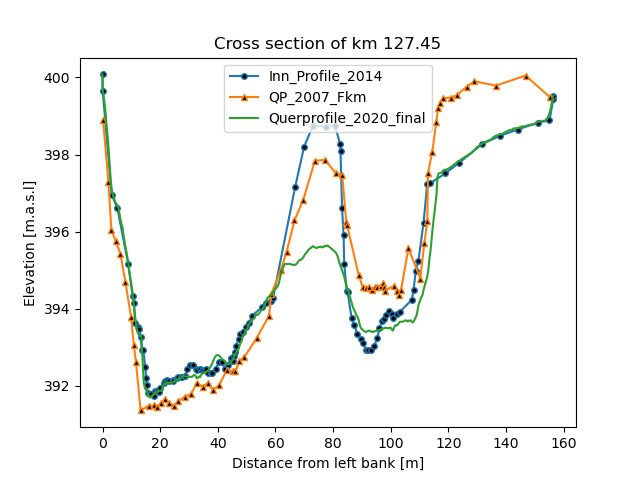 Cross section of km 127.45
Inn_Profile_2014
QP_2007_Fkm
Querprofile_2020_final
Elevation [m.a.s.l]
400
398
396
394
392
0 20 40 60 80 100 120 140 160
Distance from left bank [m]